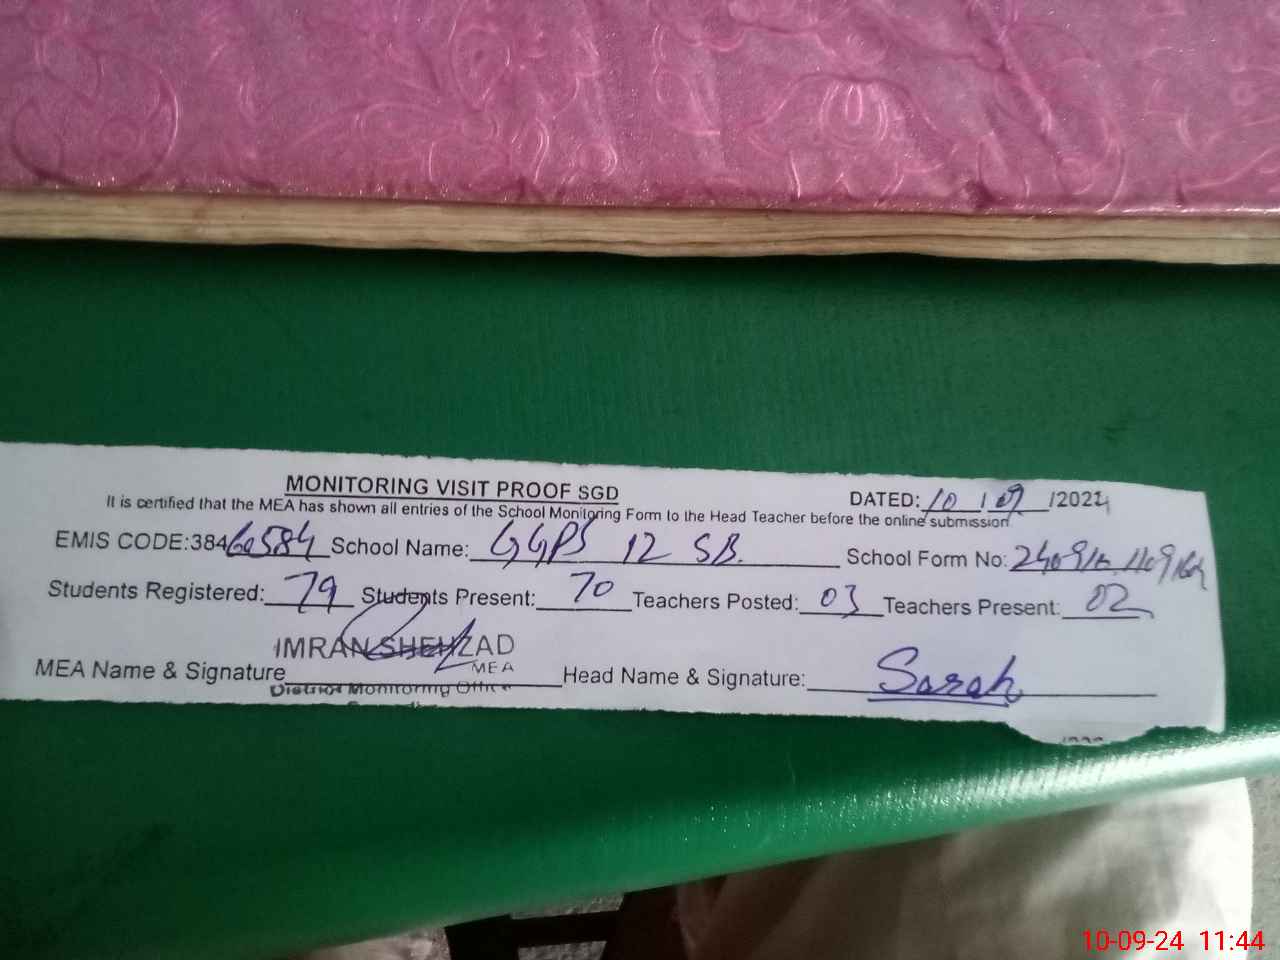 MONITORING VISIT PROOF SGD
DATED: 10/09/2024
It is certified that the MEA has shown all entries of the School Monitoring Form to the Head Teacher before the online submission
EMIS CODE:38460584 School Name: GGPS 12 SB. School Form No:
Students Registered: 79 Students Present: 70 Teachers Posted: 03 Teachers Present: 02
IMRAN SHEHZAD
MEA
MEA Name & Signature Head Name & Signature: Sarah
District Monitoring Office
10-09-24 11:44